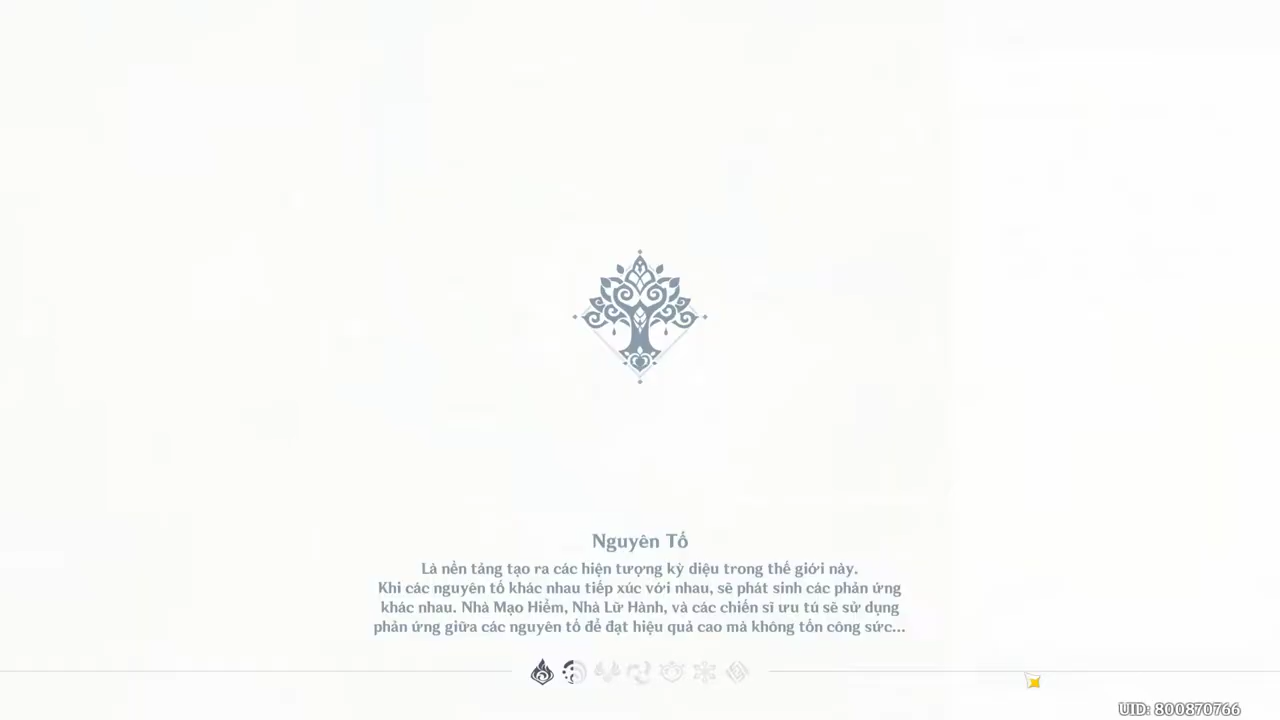 Nguyên Tố
Là nền tảng tạo ra các hiện tượng kỳ diệu trong thế giới này.
Khi các nguyên tố khác nhau tiếp xúc với nhau, sẽ phát sinh các phản ứng
khác nhau. Nhà Mạo Hiểm, Nhà Lữ Hành, và các chiến sĩ ưu tú sẽ sử dụng
phản ứng giữa các nguyên tố để đạt hiệu quả cao mà không tốn công sức...
UID: 800870766